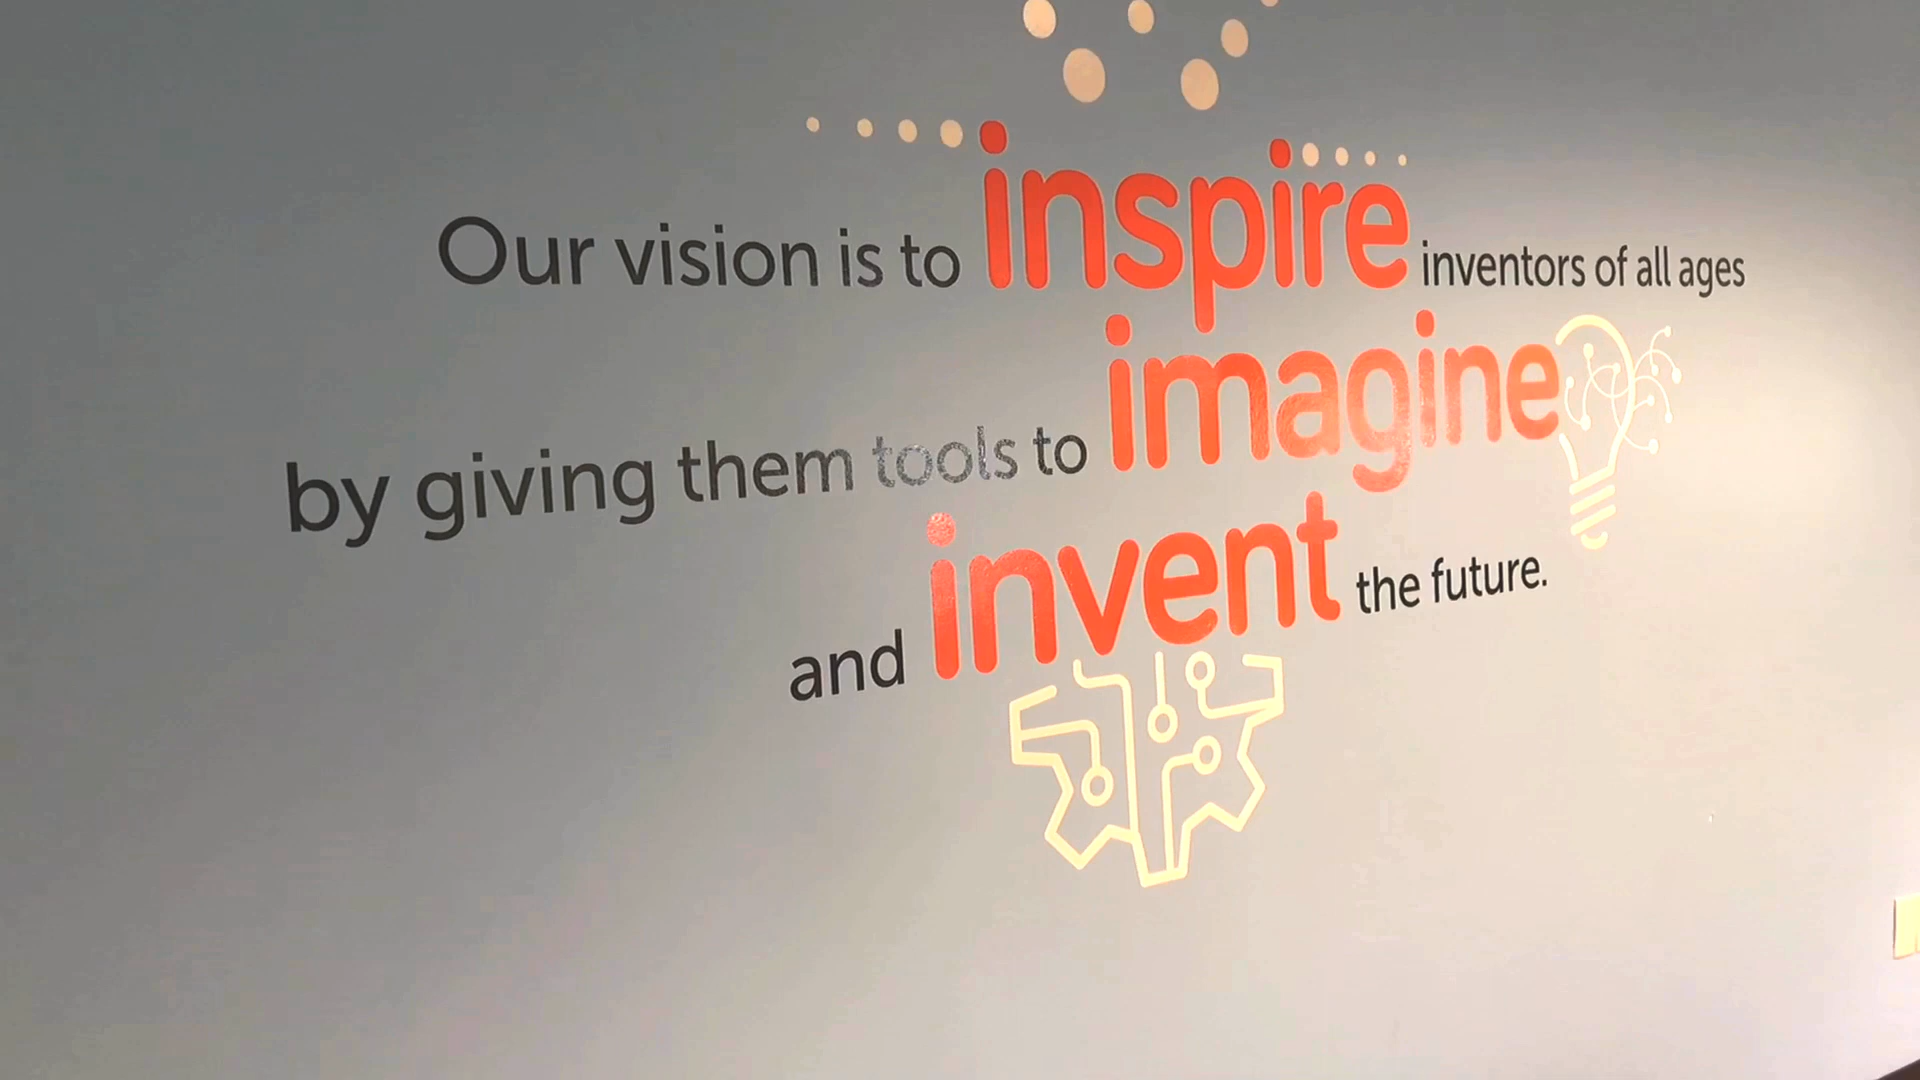 Our vision is to inspire inventors of all ages
by giving them tools to imagine
and invent the future.